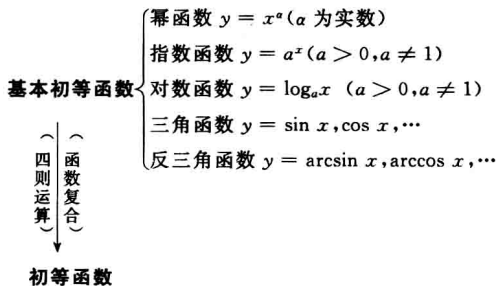 幂函数 y = x^α (α 为实数)
指数函数 y = a^x (a > 0, a ≠ 1)
基本初等函数
对数函数 y = log_a x (a > 0, a ≠ 1)
三角函数 y = sin x, cos x, …
反三角函数 y = arcsin x, arccos x, …
(四则运算)
(函数复合)
初等函数